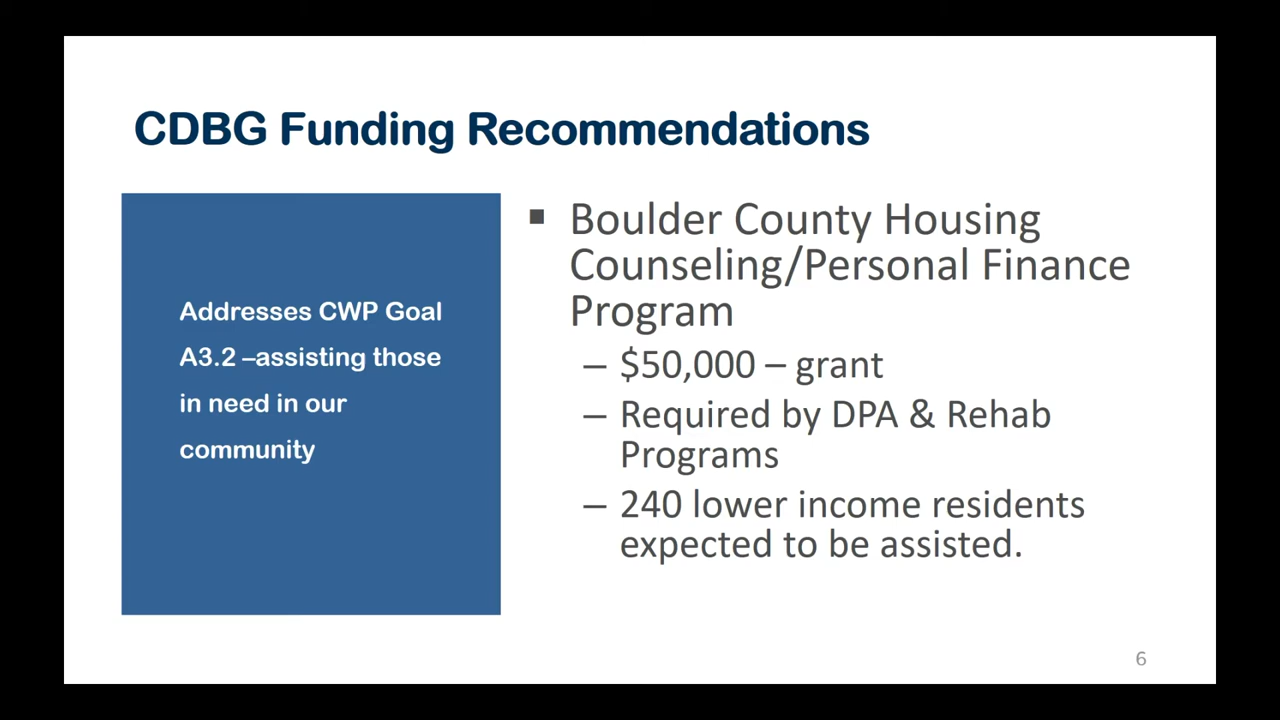 CDBG Funding Recommendations
Addresses CWP Goal
A3.2 –assisting those
in need in our
community
▪ Boulder County Housing
Counseling/Personal Finance
Program
– $50,000 – grant
– Required by DPA & Rehab
Programs
– 240 lower income residents
expected to be assisted.
6